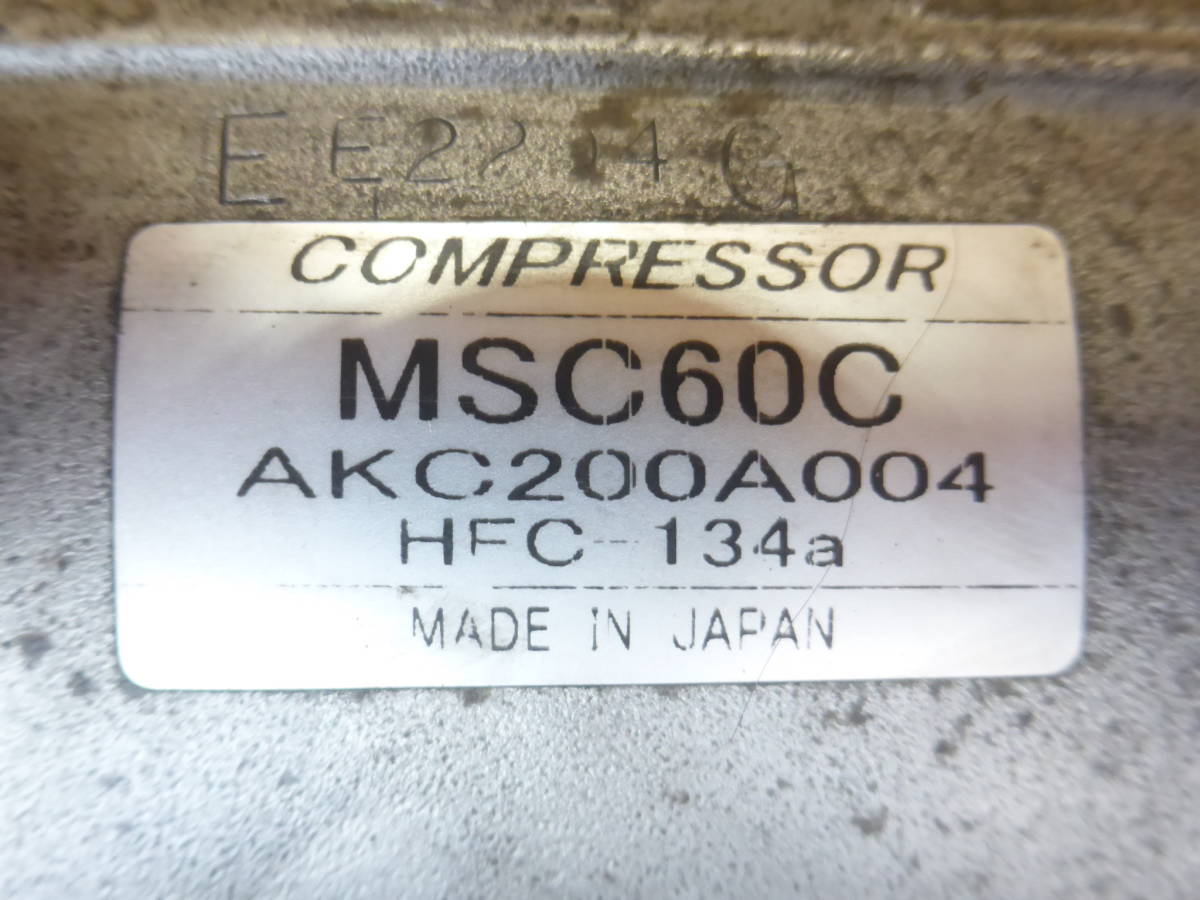 COMPRESSOR
MSC60C
AKC200A004
HFC-134a
MADE IN JAPAN